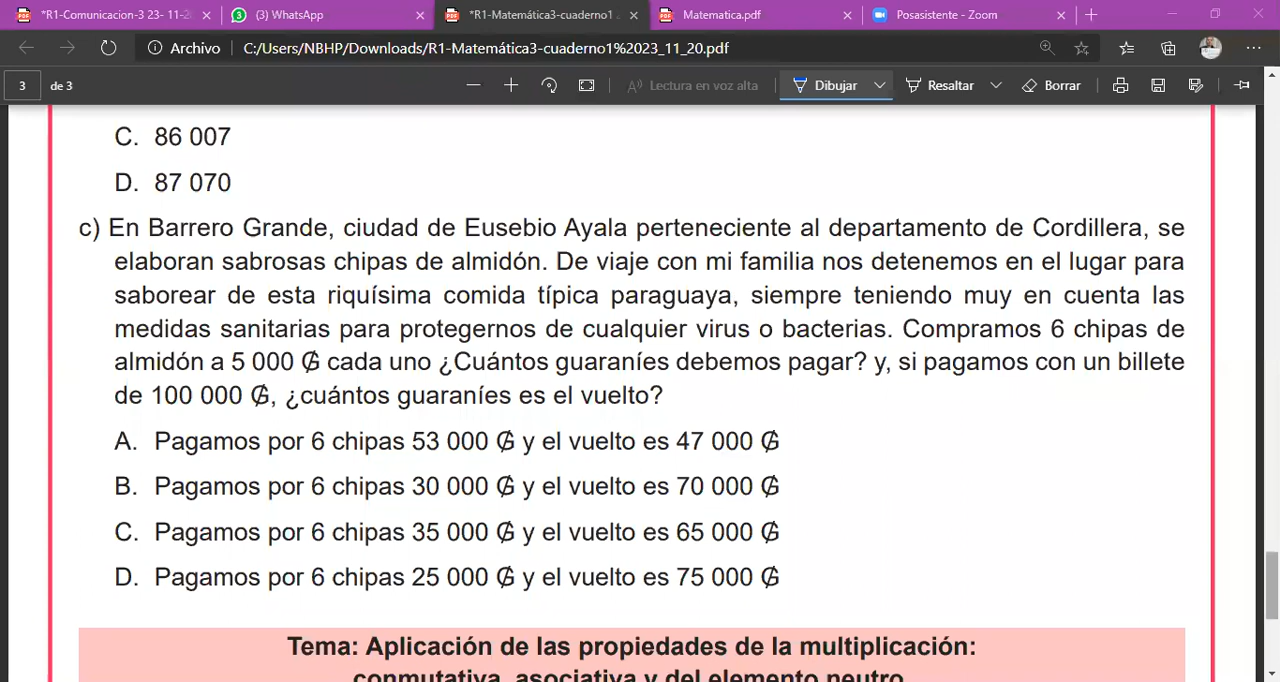 *R1-Comunicacion-3 23- 11-2
(3) WhatsApp
*R1-Matemática3-cuaderno1
Matematica.pdf
Posasistente - Zoom
Archivo
C:/Users/NBHP/Downloads/R1-Matemática3-cuaderno1%2023_11_20.pdf
3
de 3
Lectura en voz alta
Dibujar
Resaltar
Borrar
C. 86 007
D. 87 070
c) En Barrero Grande, ciudad de Eusebio Ayala perteneciente al departamento de Cordillera, se
elaboran sabrosas chipas de almidón. De viaje con mi familia nos detenemos en el lugar para
saborear de esta riquísima comida típica paraguaya, siempre teniendo muy en cuenta las
medidas sanitarias para protegernos de cualquier virus o bacterias. Compramos 6 chipas de
almidón a 5 000 ₲ cada uno ¿Cuántos guaraníes debemos pagar? y, si pagamos con un billete
de 100 000 ₲, ¿cuántos guaraníes es el vuelto?
A. Pagamos por 6 chipas 53 000 ₲ y el vuelto es 47 000 ₲
B. Pagamos por 6 chipas 30 000 ₲ y el vuelto es 70 000 ₲
C. Pagamos por 6 chipas 35 000 ₲ y el vuelto es 65 000 ₲
D. Pagamos por 6 chipas 25 000 ₲ y el vuelto es 75 000 ₲
Tema: Aplicación de las propiedades de la multiplicación:
conmutativa, asociativa y del elemento neutro